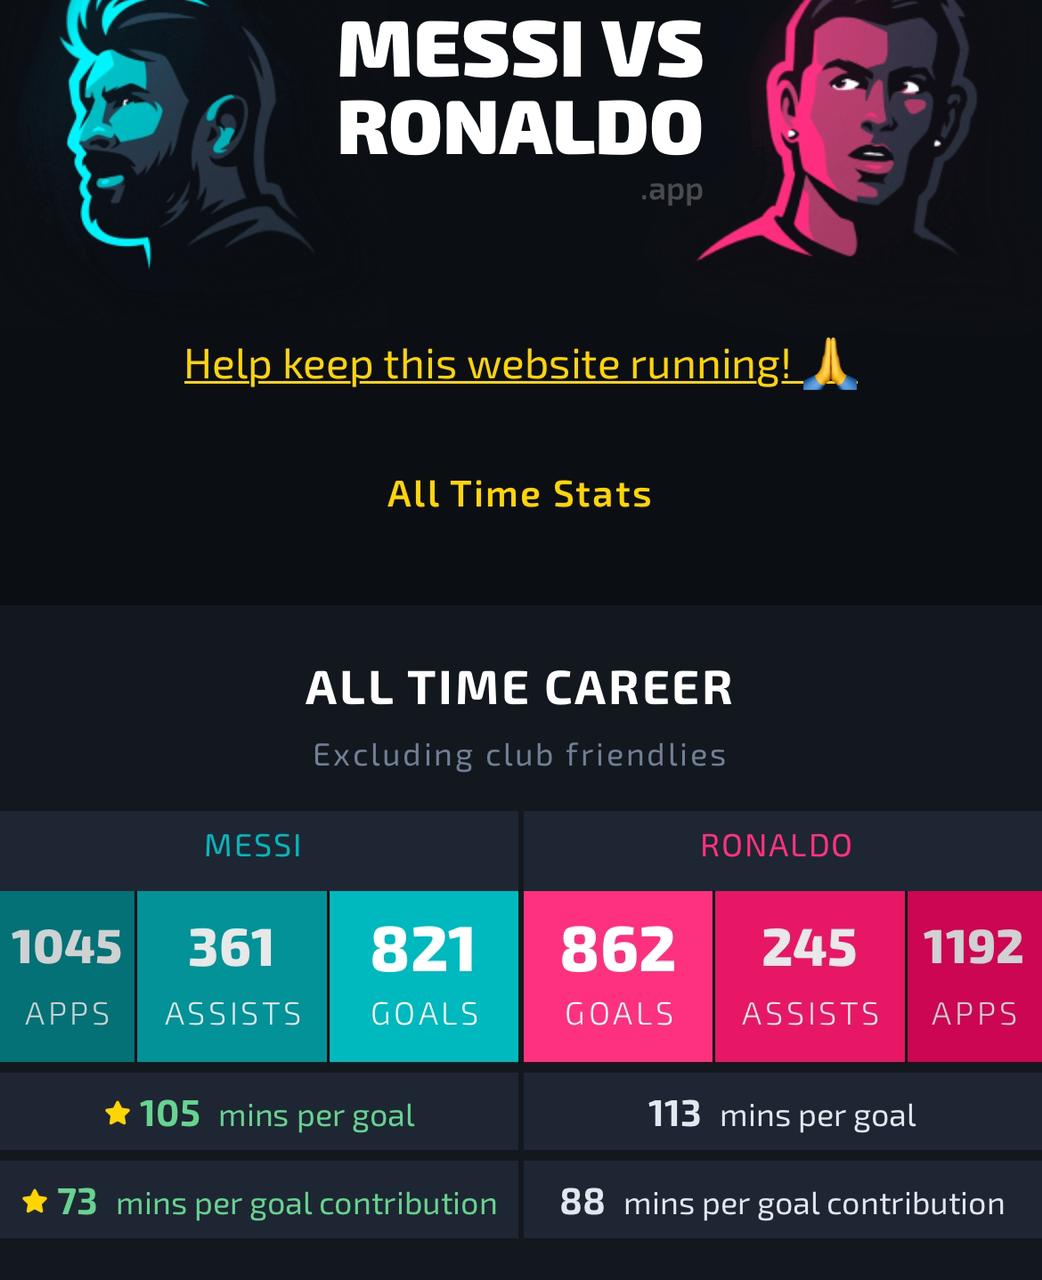 MESSI VS
RONALDO
.app
Help keep this website running! 🙏
All Time Stats
ALL TIME CAREER
Excluding club friendlies
MESSI RONALDO
1045 361 821 862 245 1192
APPS ASSISTS GOALS GOALS ASSISTS APPS
105 mins per goal 113 mins per goal
73 mins per goal contribution 88 mins per goal contribution